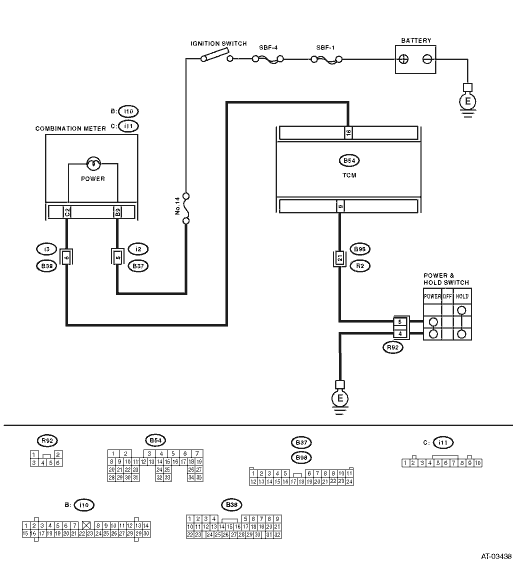 IGNITION SWITCH
SBF-4
SBF-1
BATTERY
E
B: i10
C: i11
COMBINATION METER
POWER
C2
B9
No.14
16
B54
TCM
9
i3
B38
i2
B37
5
B98
R2
21
POWER &
HOLD SWITCH
POWER OFF HOLD
5
4
R92
E
R92
1 2
3 4 5 6
B54
1 2 3 4 5 6 7
8 9 10 11 12 13 14 15 16 17 18 19
20 21 22 23 24 25 26 27
28 29 30 31 32 33 34 35
B37
B98
1 2 3 4 5 6 7 8 9 10 11
12 13 14 15 16 17 18 19 20 21 22 23 24
C: i11
1 2 3 4 5 6 7 8 9 10
B: i10
1 2 3 4 5 6 7 8 9 10 11 12 13 14
15 16 17 18 19 20 21 22 23 24 25 26 27 28 29 30
B38
1 2 3 4 5 6 7 8 9
10 11 12 13 14 15 16 17 18 19 20 21
22 23 24 25 26 27 28 29 30 31 32
AT-03438